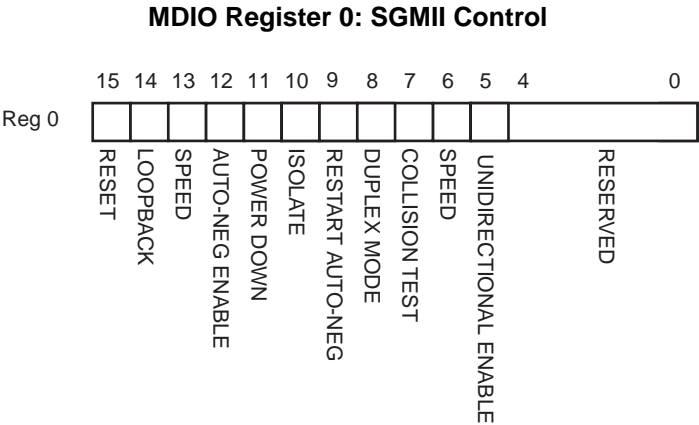 MDIO Register 0: SGMII Control
15 14 13 12 11 10 9 8 7 6 5 4 0
Reg 0
RESET
LOOPBACK
SPEED
AUTO-NEG ENABLE
POWER DOWN
ISOLATE
RESTART AUTO-NEG
DUPLEX MODE
COLLISION TEST
SPEED
UNIDIRECTIONAL ENABLE
RESERVED